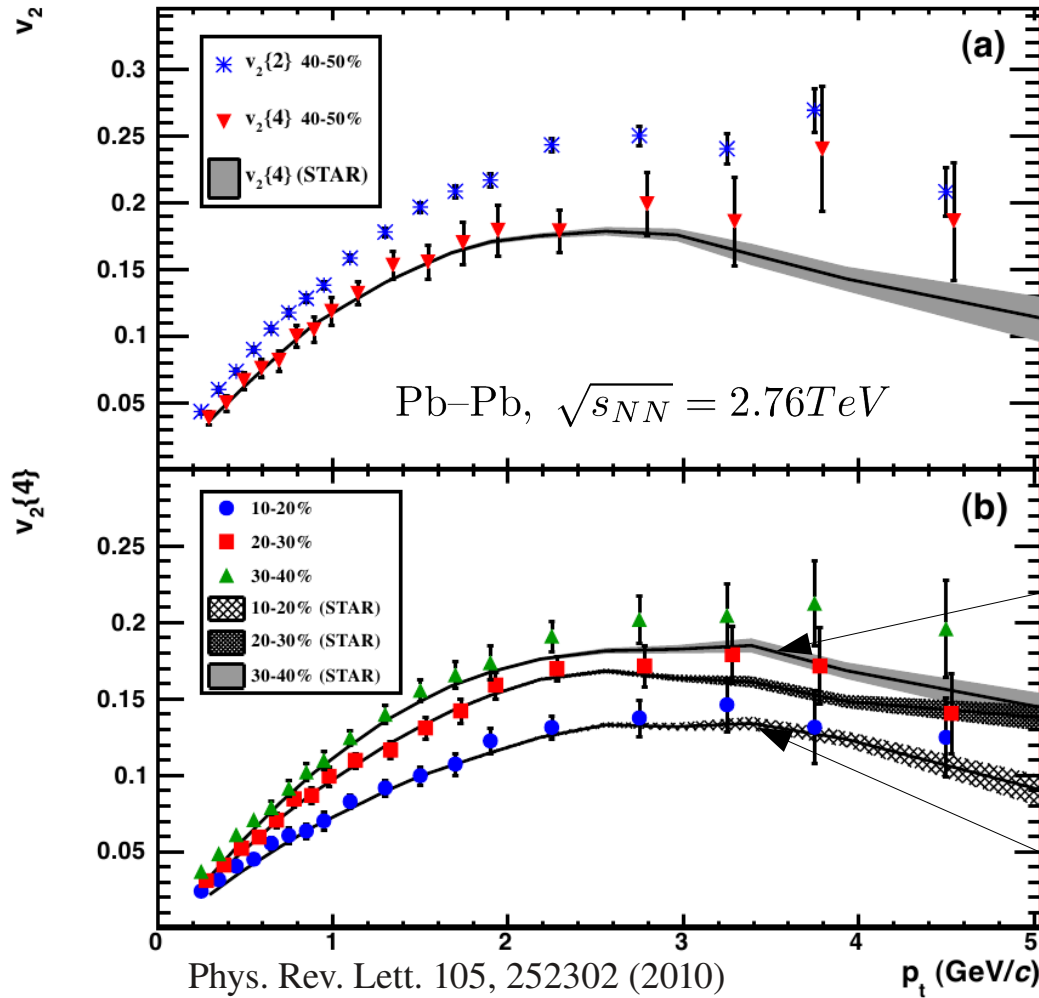 v₂
(a)
v₂{2} 40-50%
v₂{4} 40-50%
v₂{4} (STAR)
0.3
0.25
0.2
0.15
0.1
0.05
Pb–Pb, √s_NN = 2.76TeV
v₂{4}
(b)
10-20%
20-30%
30-40%
10-20% (STAR)
20-30% (STAR)
30-40% (STAR)
0.25
0.2
0.15
0.1
0.05
0 1 2 3 4 5
Phys. Rev. Lett. 105, 252302 (2010)
pₜ (GeV/c)